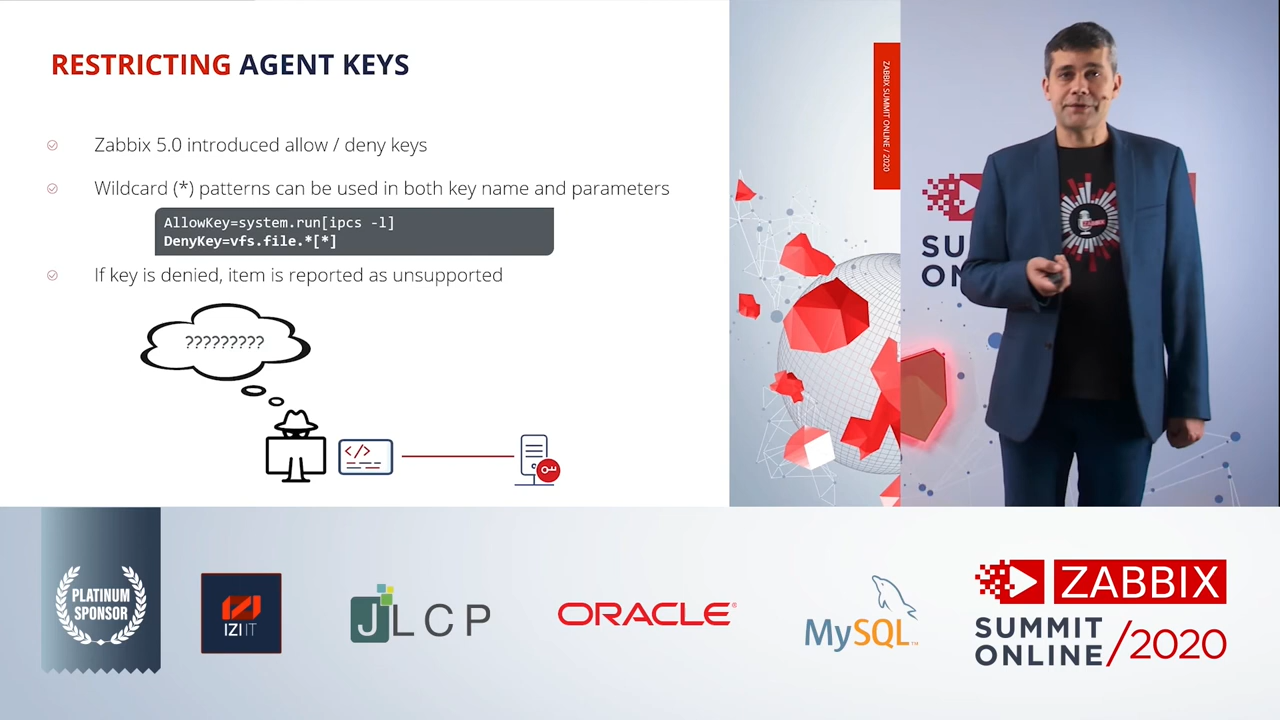 RESTRICTING AGENT KEYS
Zabbix 5.0 introduced allow / deny keys
Wildcard (*) patterns can be used in both key name and parameters
AllowKey=system.run[ipcs -l]
DenyKey=vfs.file.*[*]
If key is denied, item is reported as unsupported
?????????
</>
ZABBIX SUMMIT ONLINE / 2020
SU
ON
ZABBIX
PLATINUM
SPONSOR
IZI IT
JLCP
ORACLE®
MySQL™
ZABBIX
SUMMIT
ONLINE/2020